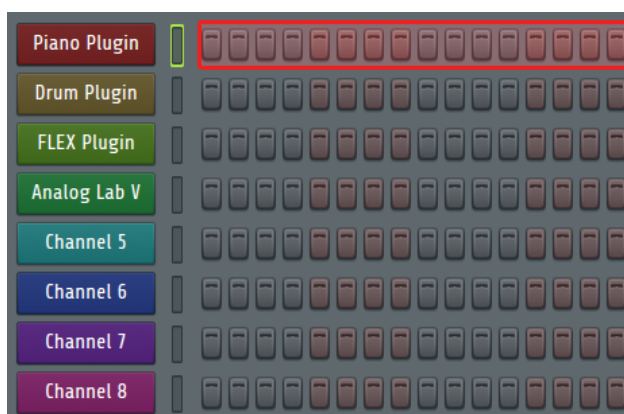 Piano Plugin
Drum Plugin
FLEX Plugin
Analog Lab V
Channel 5
Channel 6
Channel 7
Channel 8